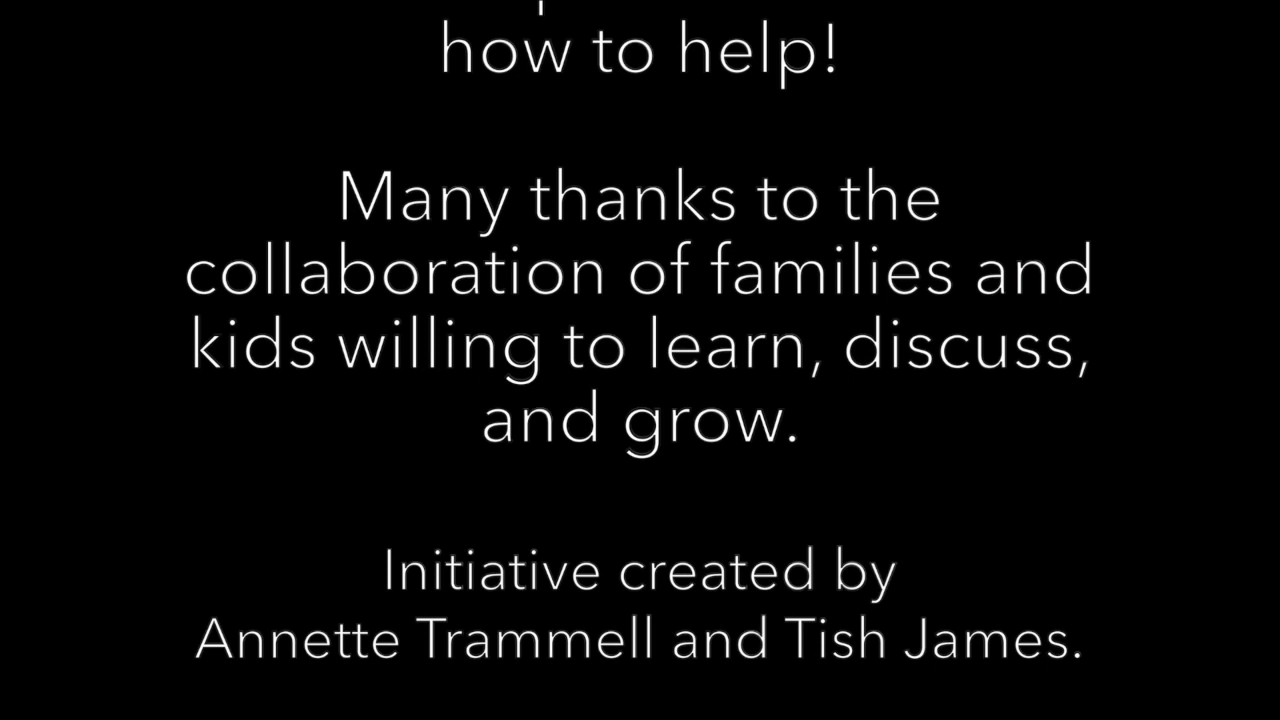 how to help!
Many thanks to the
collaboration of families and
kids willing to learn, discuss,
and grow.
Initiative created by
Annette Trammell and Tish James.